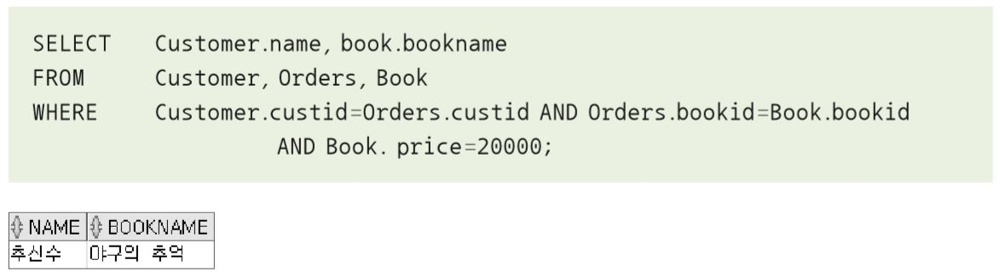 SELECT Customer.name, book.bookname
FROM Customer, Orders, Book
WHERE Customer.custid=Orders.custid AND Orders.bookid=Book.bookid
AND Book. price=20000;
NAME BOOKNAME
추신수 야구의 추억